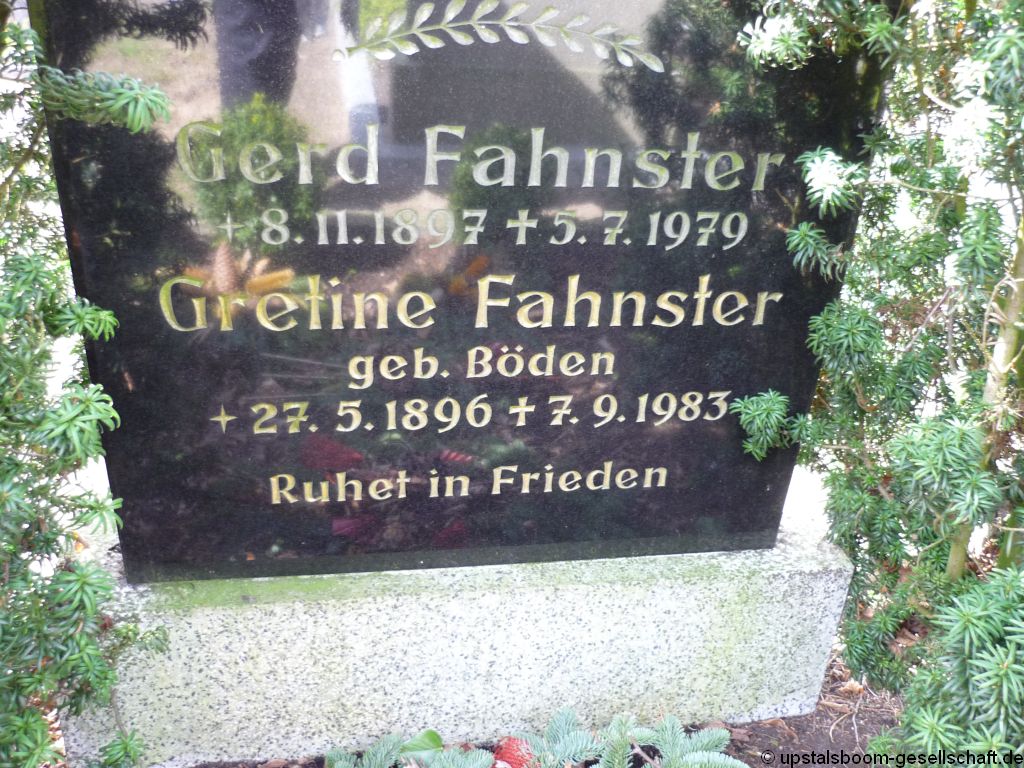 Gerd Fahnster
+ 8. 11. 1897 ✝ 5. 7. 1979
Gretine Fahnster
geb. Böden
+ 27. 5. 1896 ✝ 7. 9. 1983
Ruhet in Frieden
© upstalsboom-gesellschaft.de